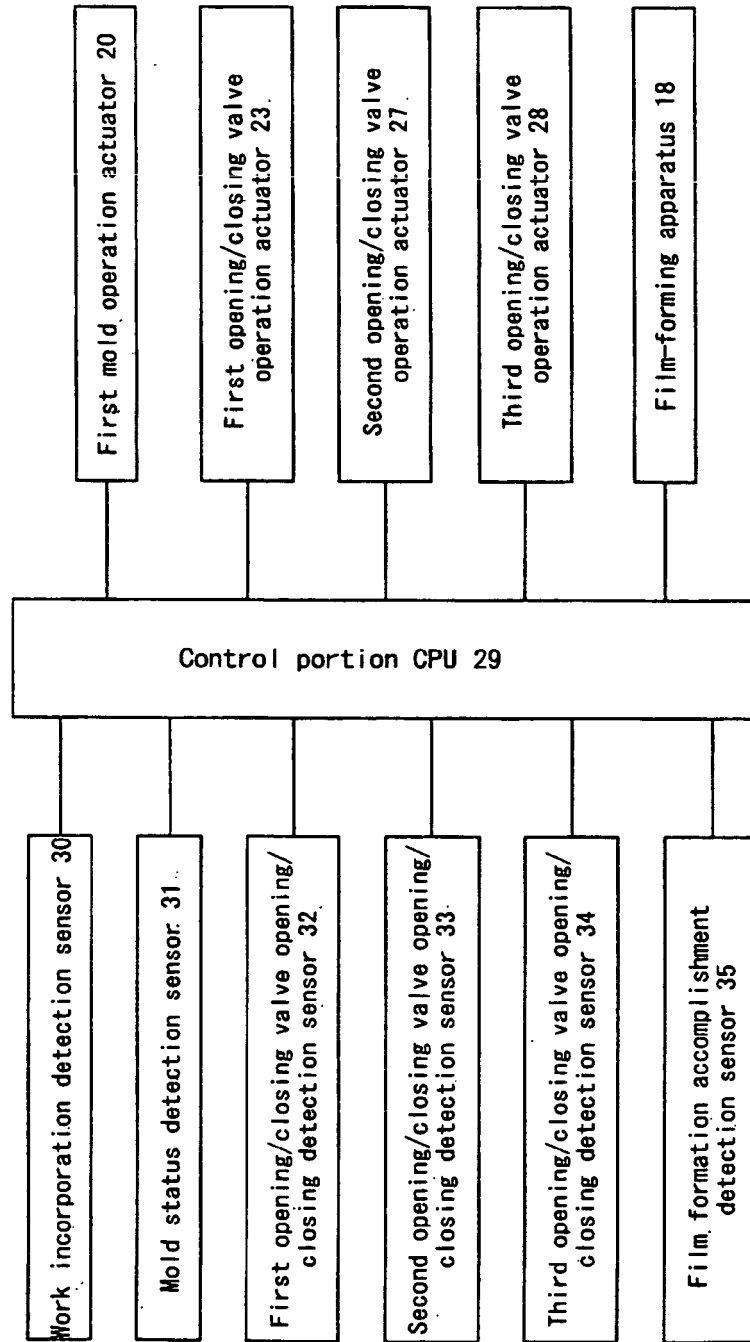 Work incorporation detection sensor 30
Mold status detection sensor 31
First opening/closing valve opening/
closing detection sensor 32
Second opening/closing valve opening/
closing detection sensor 33
Third opening/closing valve opening/
closing detection sensor 34
Film formation accomplishment
detection sensor 35
Control portion CPU 29
First mold operation actuator 20
First opening/closing valve
operation actuator 23
Second opening/closing valve
operation actuator 27
Third opening/closing valve
operation actuator 28
Film-forming apparatus 18